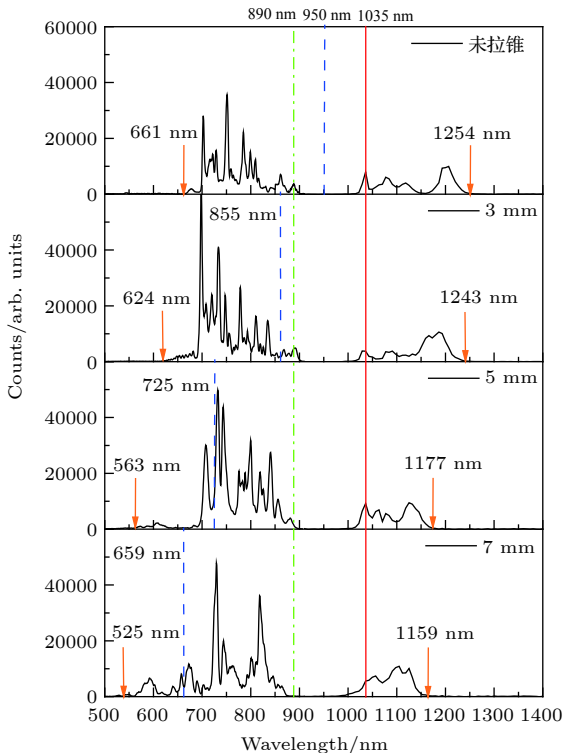 890 nm 950 nm 1035 nm
60000
40000
20000
0
未拉锥
661 nm
1254 nm
40000
20000
0
855 nm
3 mm
624 nm
1243 nm
40000
20000
0
725 nm
5 mm
563 nm
1177 nm
40000
20000
0
659 nm
7 mm
525 nm
1159 nm
500 600 700 800 900 1000 1100 1200 1300 1400
Wavelength/nm
Counts/arb. units